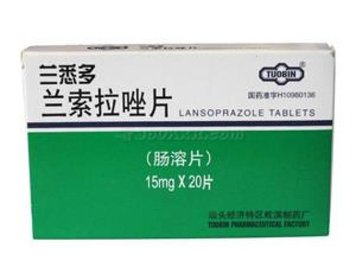 兰悉多
TUOBIN
国药准字H10980136
兰索拉唑片
LANSOPRAZOLE TABLETS
(肠溶片)
15mg X 20片
汕头经济特区鮀滨制药厂
TUOBIN PHARMACEUTICAL FACTORY